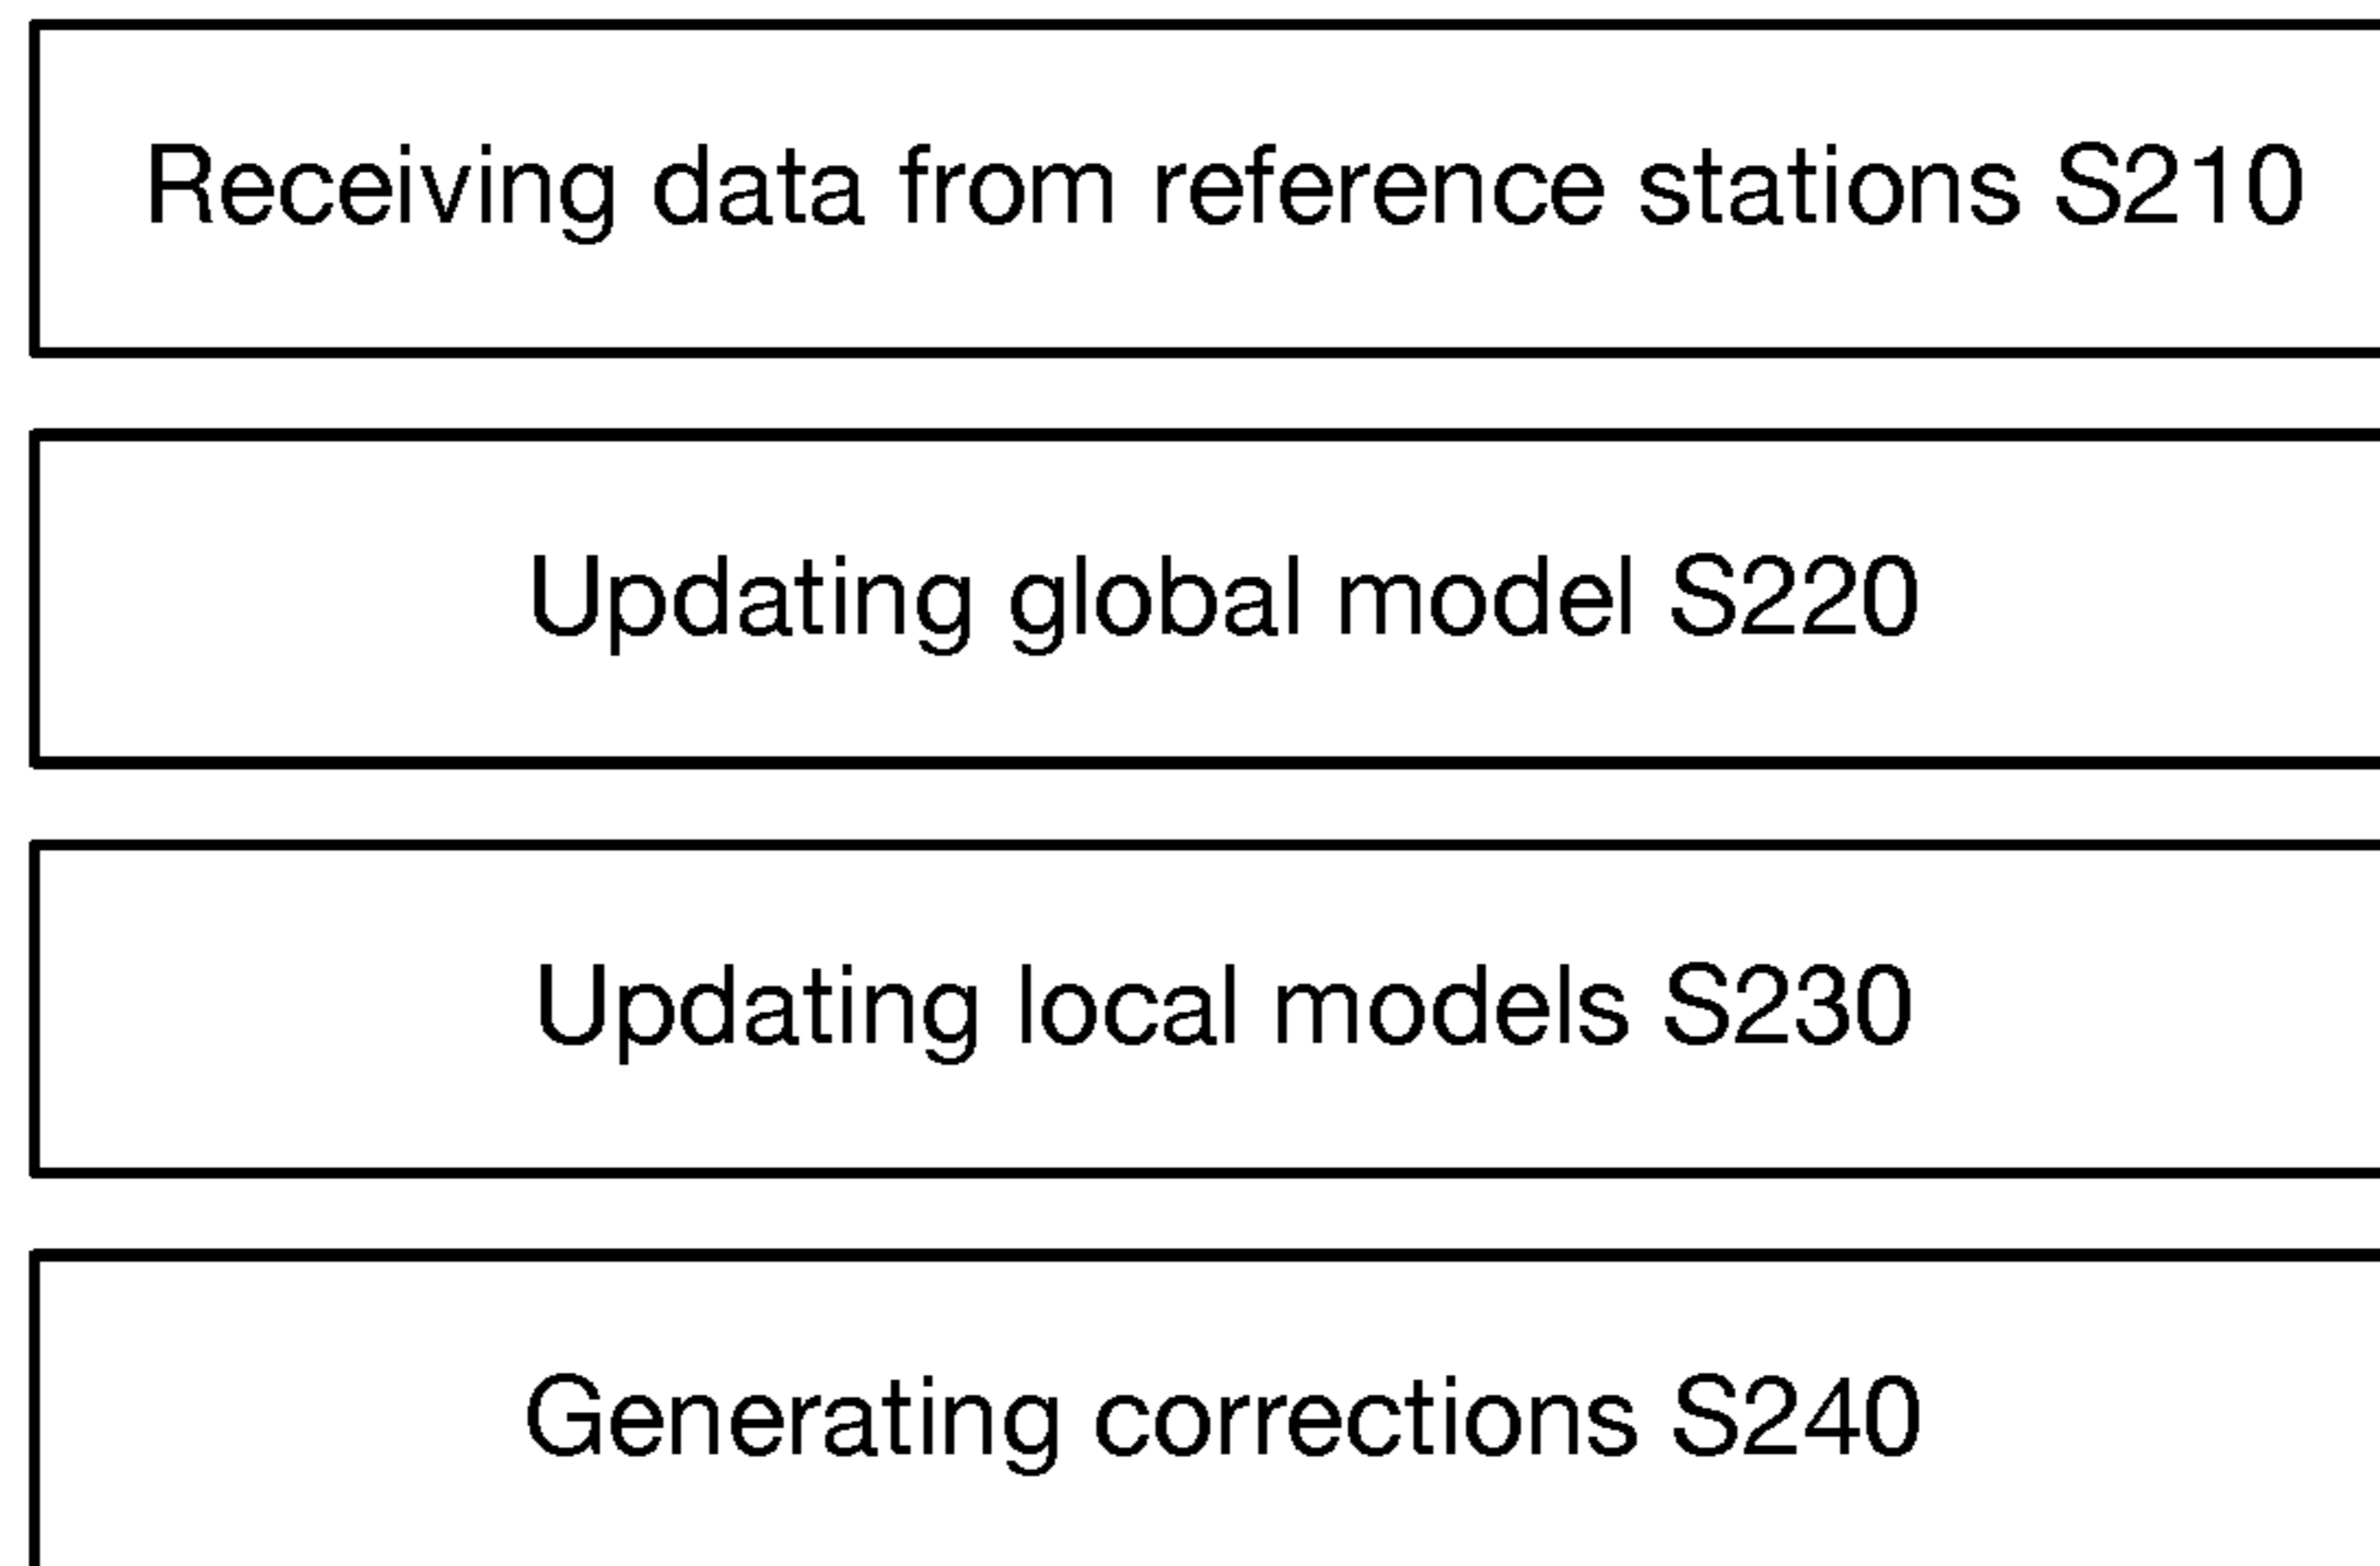 Receiving data from reference stations S210
Updating global model S220
Updating local models S230
Generating corrections S240